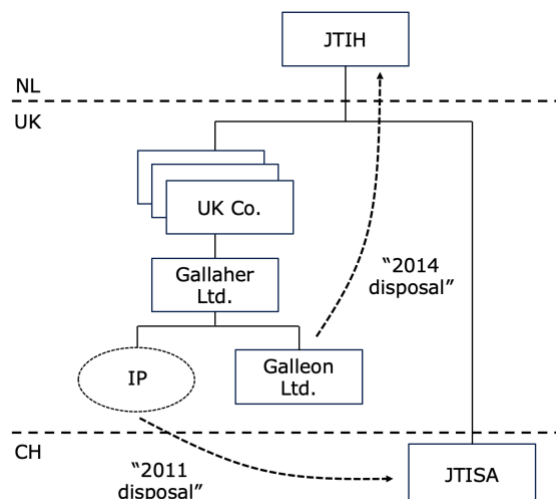 JTIH
NL
UK
UK Co.
Gallaher
Ltd.
“2014
disposal”
IP
Galleon
Ltd.
CH
“2011
disposal”
JTISA